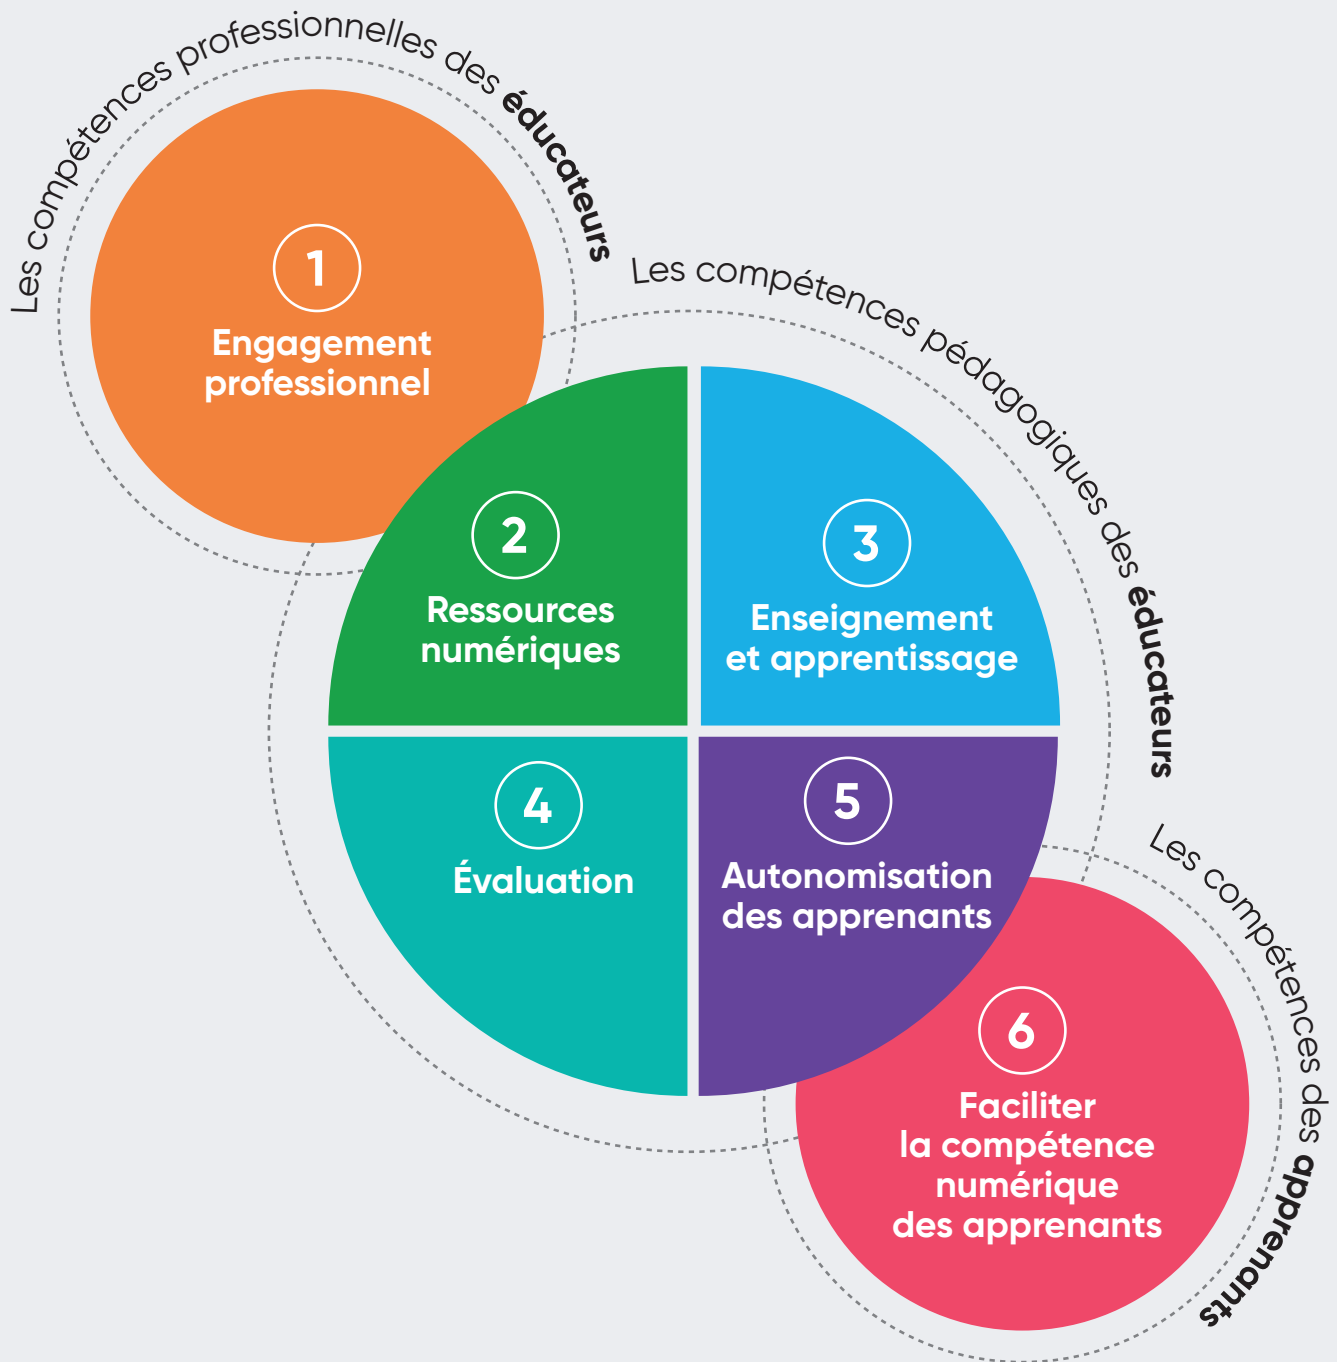 Les compétences professionnelles des éducateurs
1
Engagement
professionnel
Les compétences pédagogiques des éducateurs
2
Ressources
numériques
3
Enseignement
et apprentissage
4
Évaluation
5
Autonomisation
des apprenants
Les compétences des apprenants
6
Faciliter
la compétence
numérique
des apprenants